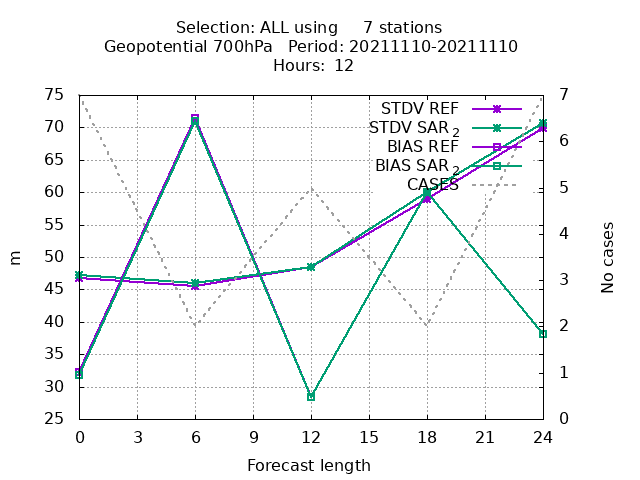 Selection: ALL using     7 stations
Geopotential 700hPa   Period: 20211110-20211110
Hours: 12
STDV REF
STDV SAR 2
BIAS REF
BIAS SAR 2
CASES
75
70
65
60
55
50
45
40
35
30
25
m
7
6
5
4
3
2
1
0
No cases
0 3 6 9 12 15 18 21 24
Forecast length